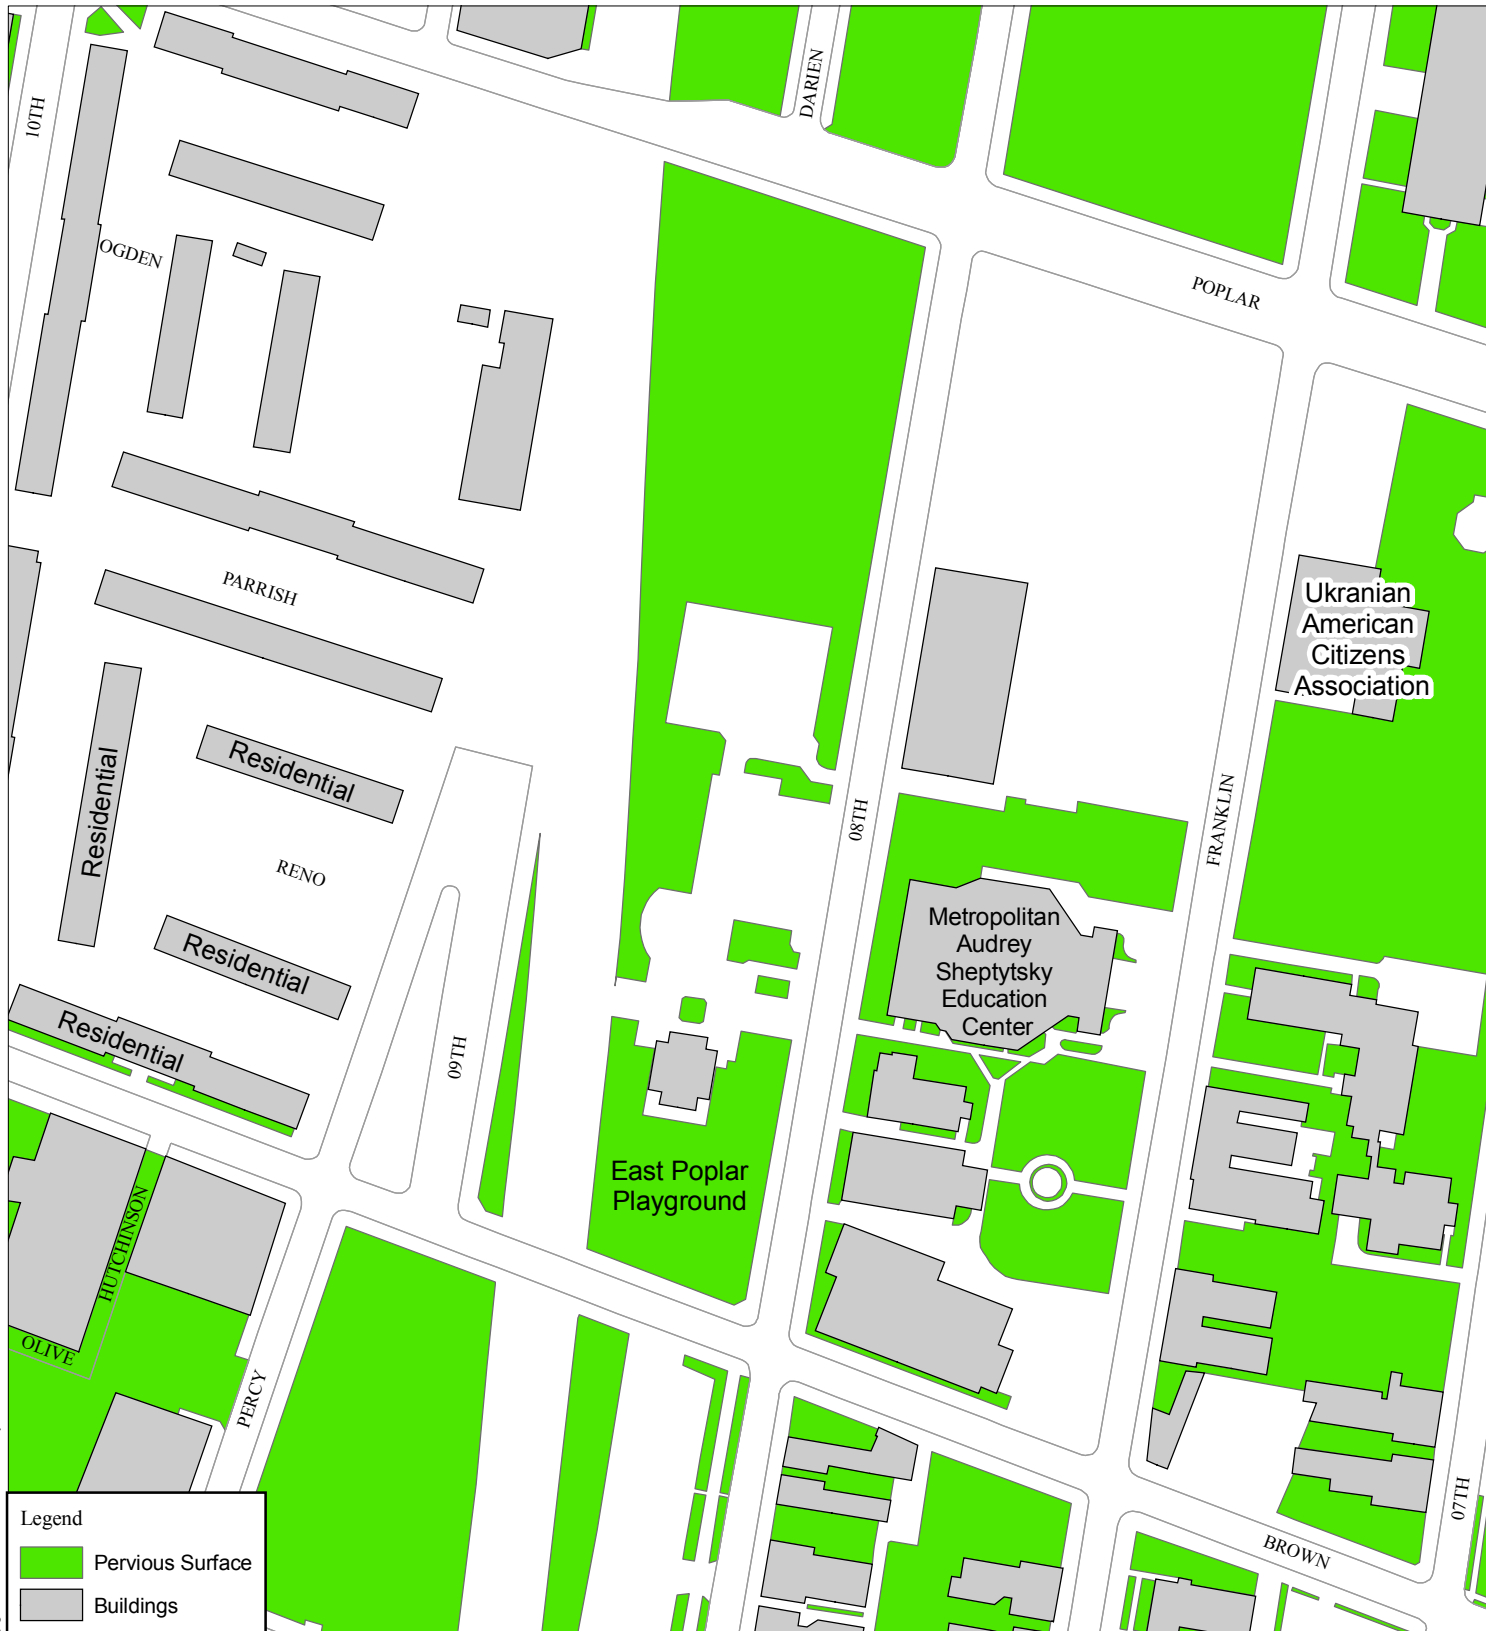 10TH
DARIEN
OGDEN
POPLAR
PARRISH
Ukranian
American
Citizens
Association
Residential
Residential
08TH
FRANKLIN
RENO
Metropolitan
Audrey
Sheptytsky
Education
Center
Residential
Residential
09TH
East Poplar
Playground
HUTCHINSON
OLIVE
PERCY
07TH
BROWN
Legend
Pervious Surface
Buildings